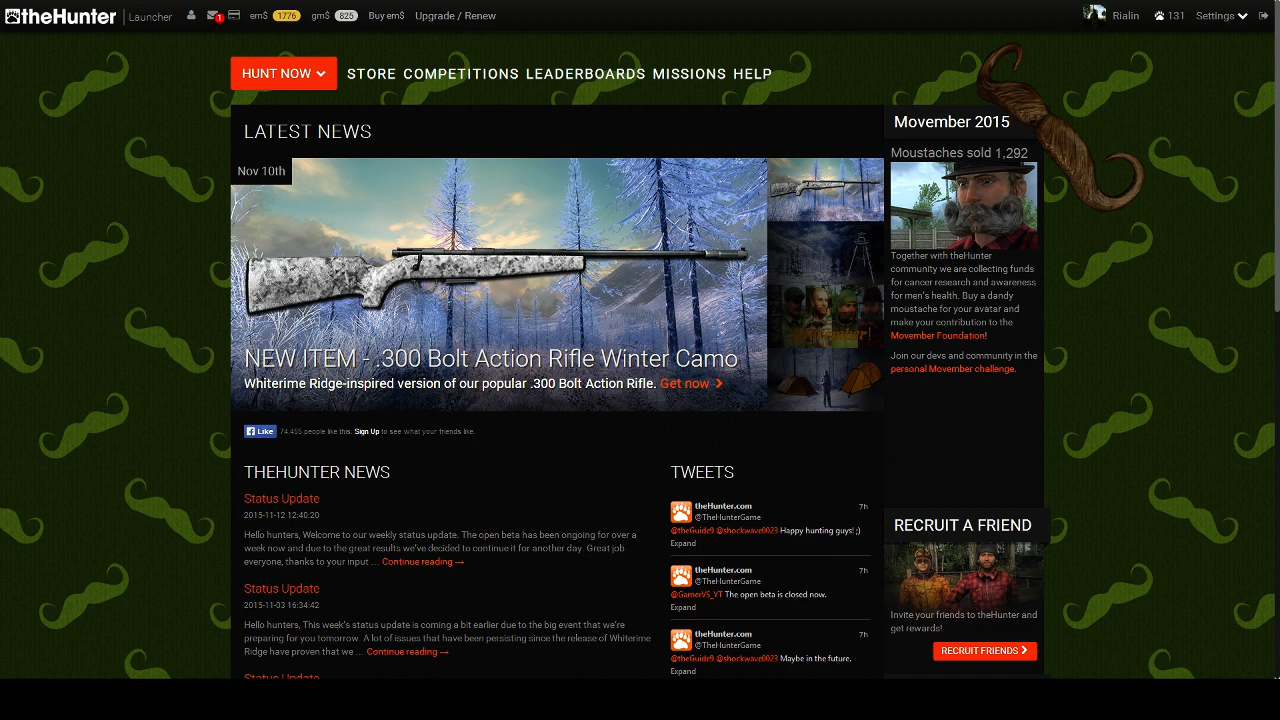 theHunter Launcher 1 em$ 1776 gm$ 825 Buy em$ Upgrade / Renew Rialin 131 Settings
HUNT NOW STORE COMPETITIONS LEADERBOARDS MISSIONS HELP
LATEST NEWS
Nov 10th
NEW ITEM - .300 Bolt Action Rifle Winter Camo
Whiterime Ridge-inspired version of our popular .300 Bolt Action Rifle. Get now
Like 74,455 people like this. Sign Up to see what your friends like.
THEHUNTER NEWS
Status Update
2015-11-12 12:40:20
Hello hunters, Welcome to our weekly status update. The open beta has been ongoing for over a
week now and due to the great results we've decided to continue it for another day. Great job
everyone, thanks to your input … Continue reading →
Status Update
2015-11-03 16:34:42
Hello hunters, This week's status update is coming a bit earlier due to the big event that we're
preparing for you tomorrow. A lot of issues that have been persisting since the release of Whiterime
Ridge have proven that we … Continue reading →
Status Update
TWEETS
theHunter.com 7h
@TheHunterGame
@theGuide9 @shockwave0023 Happy hunting guys! ;)
Expand
theHunter.com 7h
@TheHunterGame
@GamerVS_YT The open beta is closed now.
Expand
theHunter.com 7h
@TheHunterGame
@theGuide9 @shockwave0023 Maybe in the future.
Expand
Movember 2015
Moustaches sold 1,292
Together with theHunter
community we are collecting funds
for cancer research and awareness
for men's health. Buy a dandy
moustache for your avatar and
make your contribution to the
Movember Foundation!
Join our devs and community in the
personal Movember challenge.
RECRUIT A FRIEND
Invite your friends to theHunter and
get rewards!
RECRUIT FRIENDS